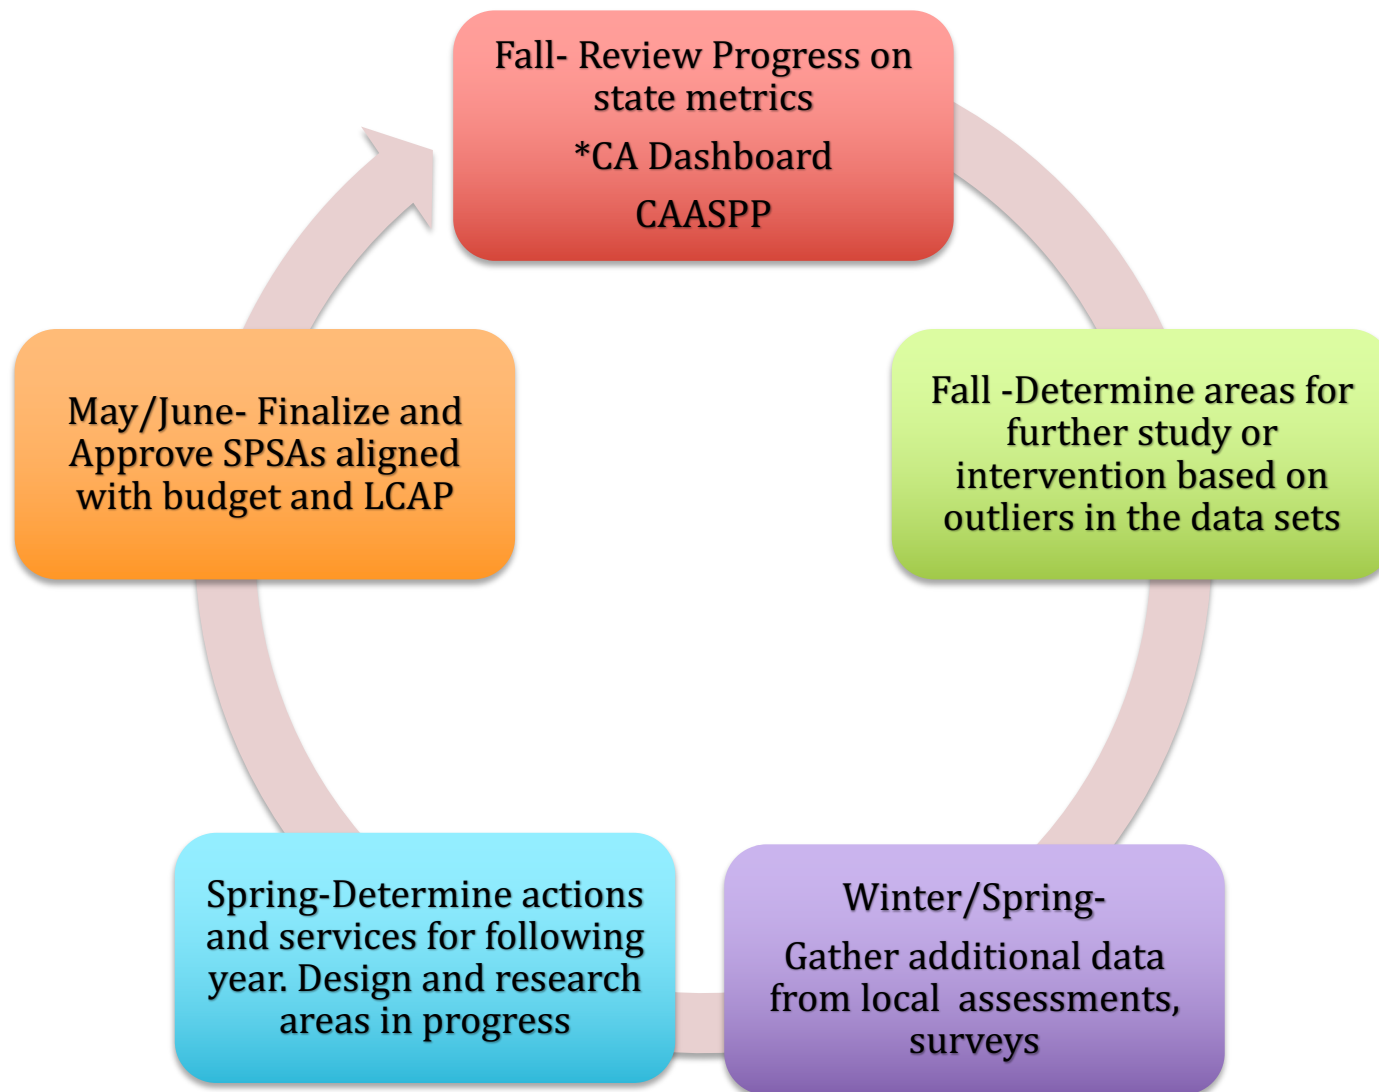 Fall- Review Progress on
state metrics
*CA Dashboard
CAASPP
Fall -Determine areas for
further study or
intervention based on
outliers in the data sets
Winter/Spring-
Gather additional data
from local  assessments,
surveys
Spring-Determine actions
and services for following
year. Design and research
areas in progress
May/June- Finalize and
Approve SPSAs aligned
with budget and LCAP